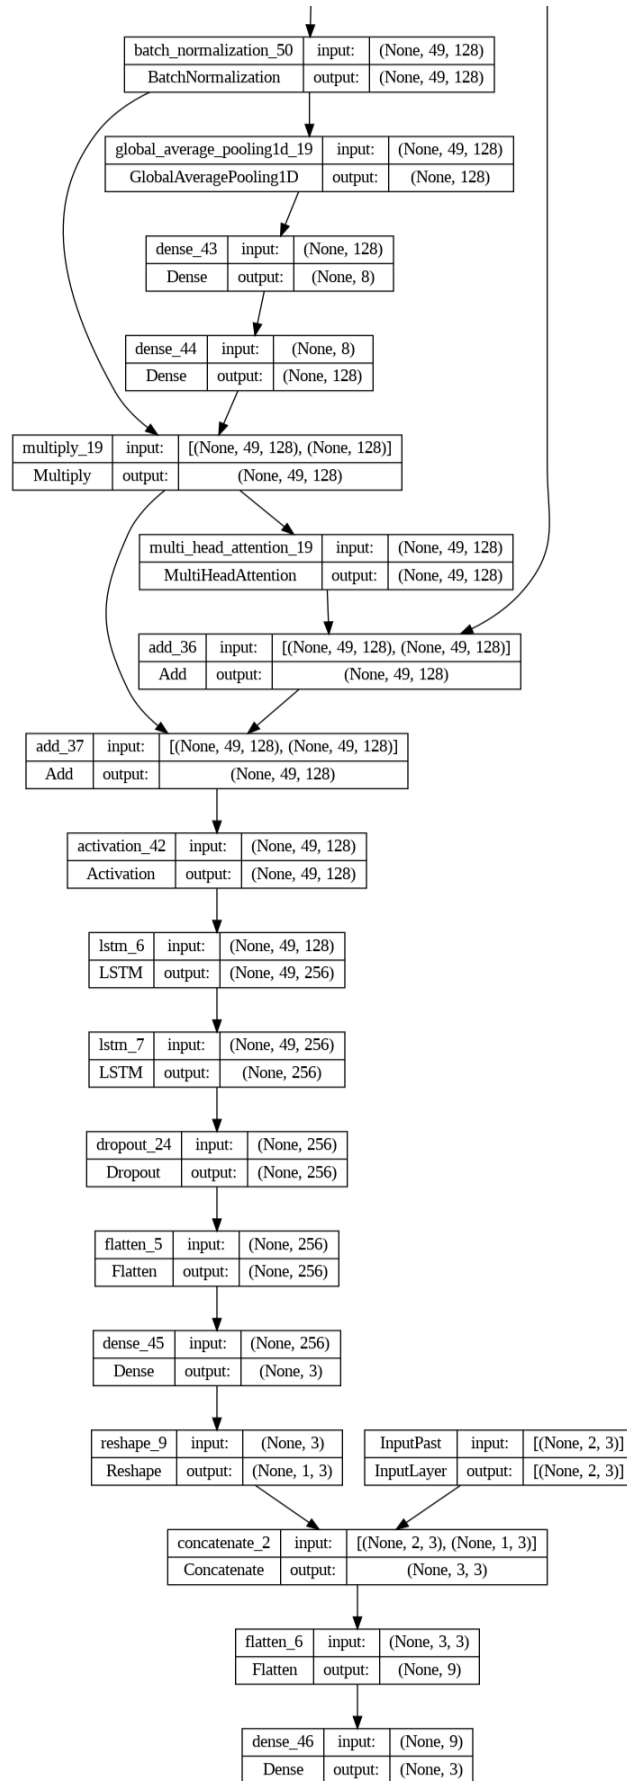 batch_normalization_50 input: (None, 49, 128)
BatchNormalization output: (None, 49, 128)
global_average_pooling1d_19 input: (None, 49, 128)
GlobalAveragePooling1D output: (None, 128)
dense_43 input: (None, 128)
Dense output: (None, 8)
dense_44 input: (None, 8)
Dense output: (None, 128)
multiply_19 input: [(None, 49, 128), (None, 128)]
Multiply output: (None, 49, 128)
multi_head_attention_19 input: (None, 49, 128)
MultiHeadAttention output: (None, 49, 128)
add_36 input: [(None, 49, 128), (None, 49, 128)]
Add output: (None, 49, 128)
add_37 input: [(None, 49, 128), (None, 49, 128)]
Add output: (None, 49, 128)
activation_42 input: (None, 49, 128)
Activation output: (None, 49, 128)
lstm_6 input: (None, 49, 128)
LSTM output: (None, 49, 256)
lstm_7 input: (None, 49, 256)
LSTM output: (None, 256)
dropout_24 input: (None, 256)
Dropout output: (None, 256)
flatten_5 input: (None, 256)
Flatten output: (None, 256)
dense_45 input: (None, 256)
Dense output: (None, 3)
reshape_9 input: (None, 3)
Reshape output: (None, 1, 3)
InputPast input: [(None, 2, 3)]
InputLayer output: [(None, 2, 3)]
concatenate_2 input: [(None, 2, 3), (None, 1, 3)]
Concatenate output: (None, 3, 3)
flatten_6 input: (None, 3, 3)
Flatten output: (None, 9)
dense_46 input: (None, 9)
Dense output: (None, 3)